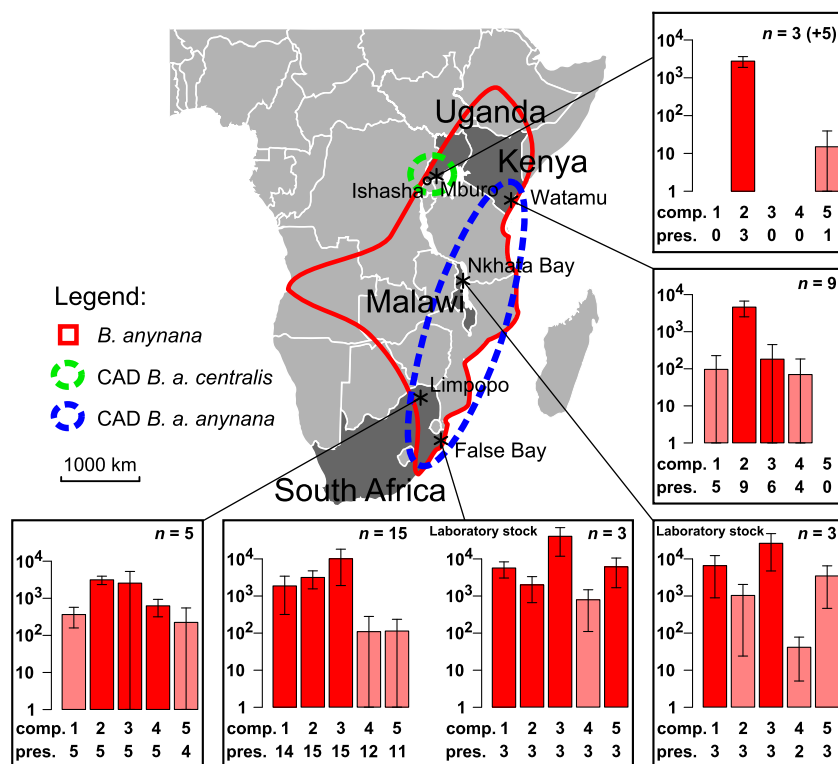 n = 3 (+5)
10⁴
10³
10²
10
1
comp. 1 2 3 4 5
pres. 0 3 0 0 1
Uganda
Kenya
Ishasha
Mburo
Watamu
Nkhata Bay
Malawi
Limpopo
False Bay
South Africa
Legend:
B. anynana
CAD B. a. centralis
CAD B. a. anynana
1000 km
n = 9
10⁴
10³
10²
10
1
comp. 1 2 3 4 5
pres. 5 9 6 4 0
n = 5
10⁴
10³
10²
10
1
comp. 1 2 3 4 5
pres. 5 5 5 5 4
n = 15
10⁴
10³
10²
10
1
comp. 1 2 3 4 5
pres. 14 15 15 12 11
Laboratory stock n = 3
10⁴
10³
10²
10
1
comp. 1 2 3 4 5
pres. 3 3 3 3 3
Laboratory stock n = 3
10⁴
10³
10²
10
1
comp. 1 2 3 4 5
pres. 3 3 3 2 3